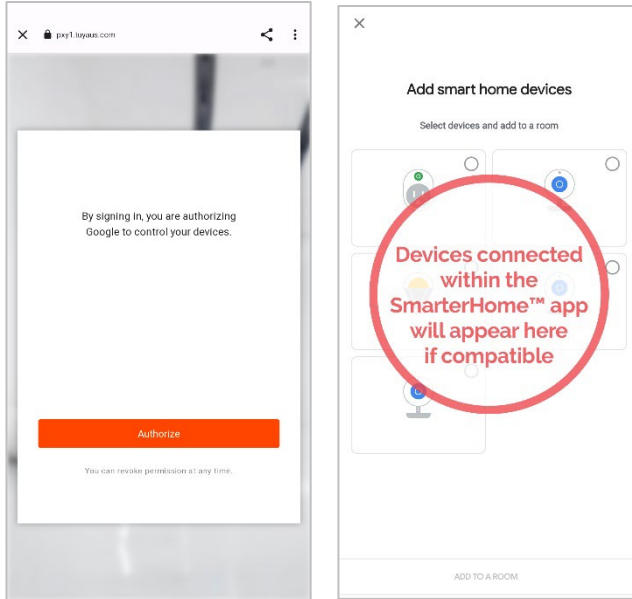 pxy1.tuyaus.com
By signing in, you are authorizing
Google to control your devices.
Authorize
You can revoke permission at any time.
Add smart home devices
Select devices and add to a room
Devices connected
within the
SmarterHome™ app
will appear here
if compatible
ADD TO A ROOM